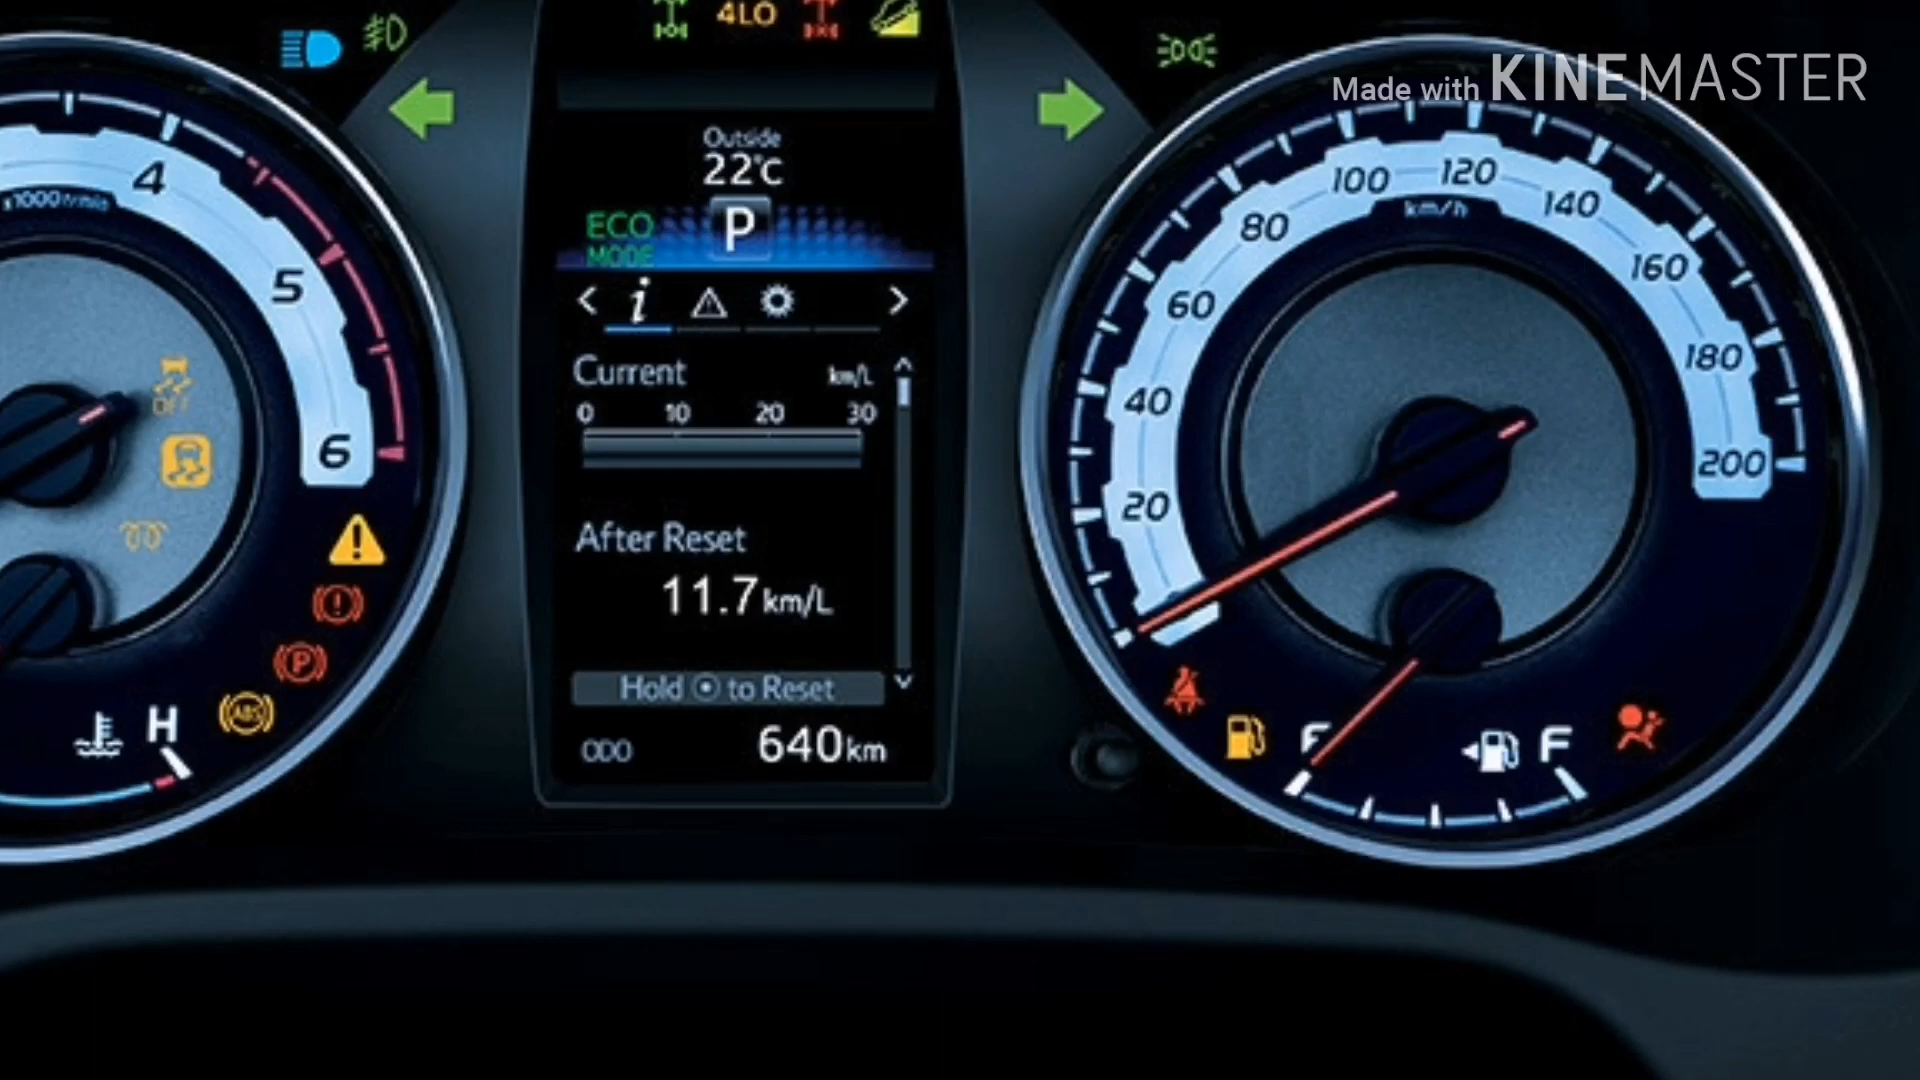 4LO
Made with KINEMASTER
Outside
22°C
ECO
MODE
P
i
Current km/L
0 10 20 30
After Reset
11.7 km/L
Hold to Reset
ODO 640 km
4
5
6
x1000r/min
OFF
P
ABS
H
20
40
60
80
100
120
140
160
180
200
km/h
F